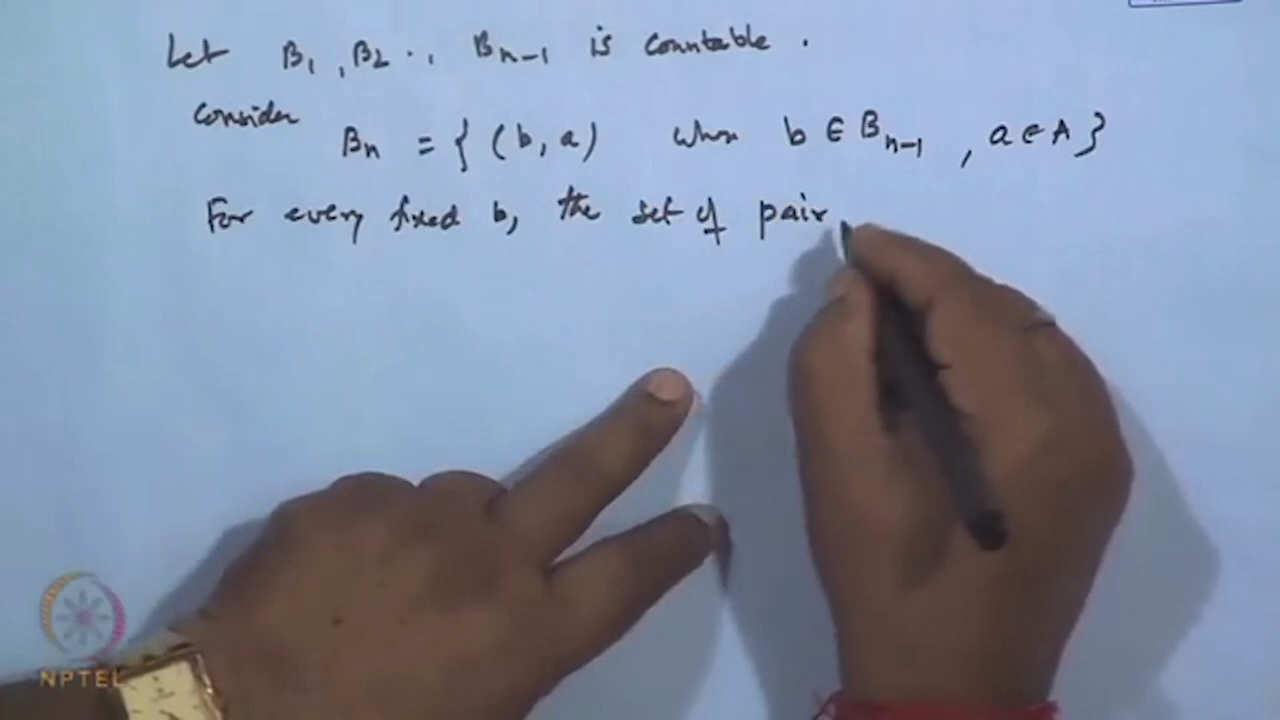 Let B₁, B₂ .., Bₙ₋₁ is Countable .
Consider
Bₙ = { (b, a) where b ∈ Bₙ₋₁ , a ∈ A }
For every fixed b, the set of pair
NPTEL